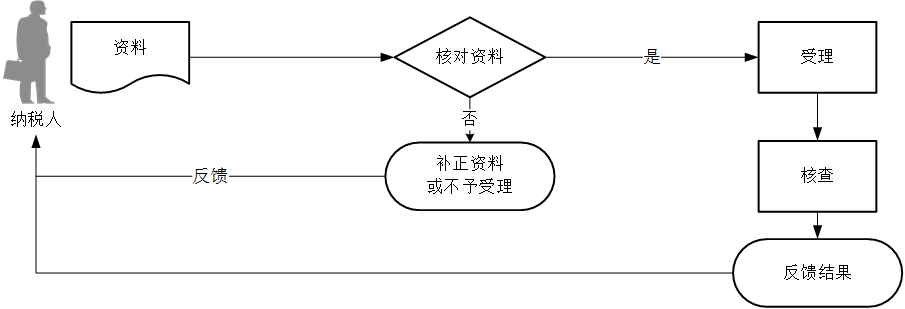 资料
核对资料
是
受理
纳税人
否
补正资料
或不予受理
反馈
核查
反馈结果